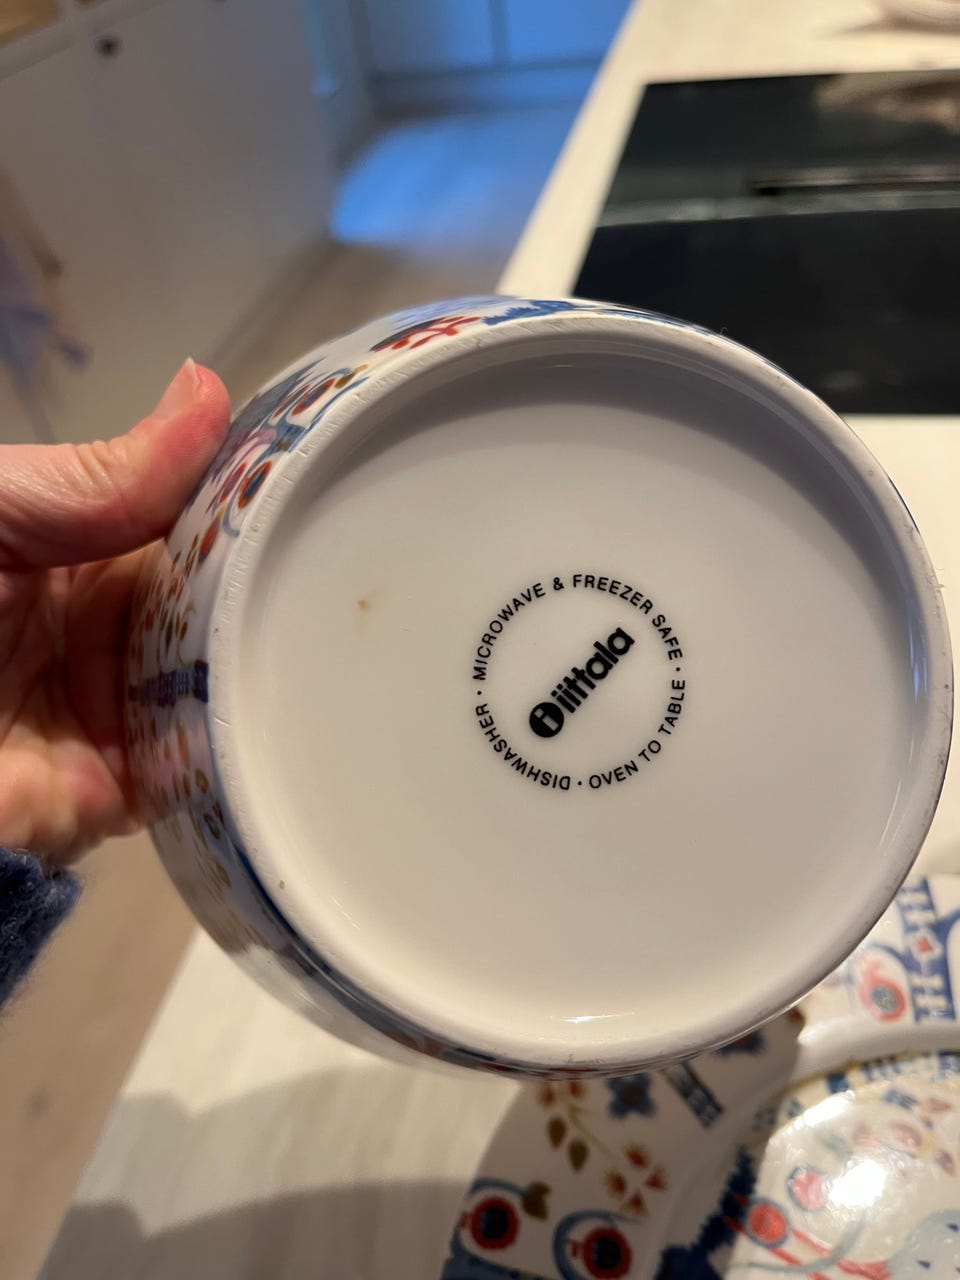 MICROWAVE & FREEZER SAFE · OVEN TO TABLE · DISHWASHER ·
i iittala